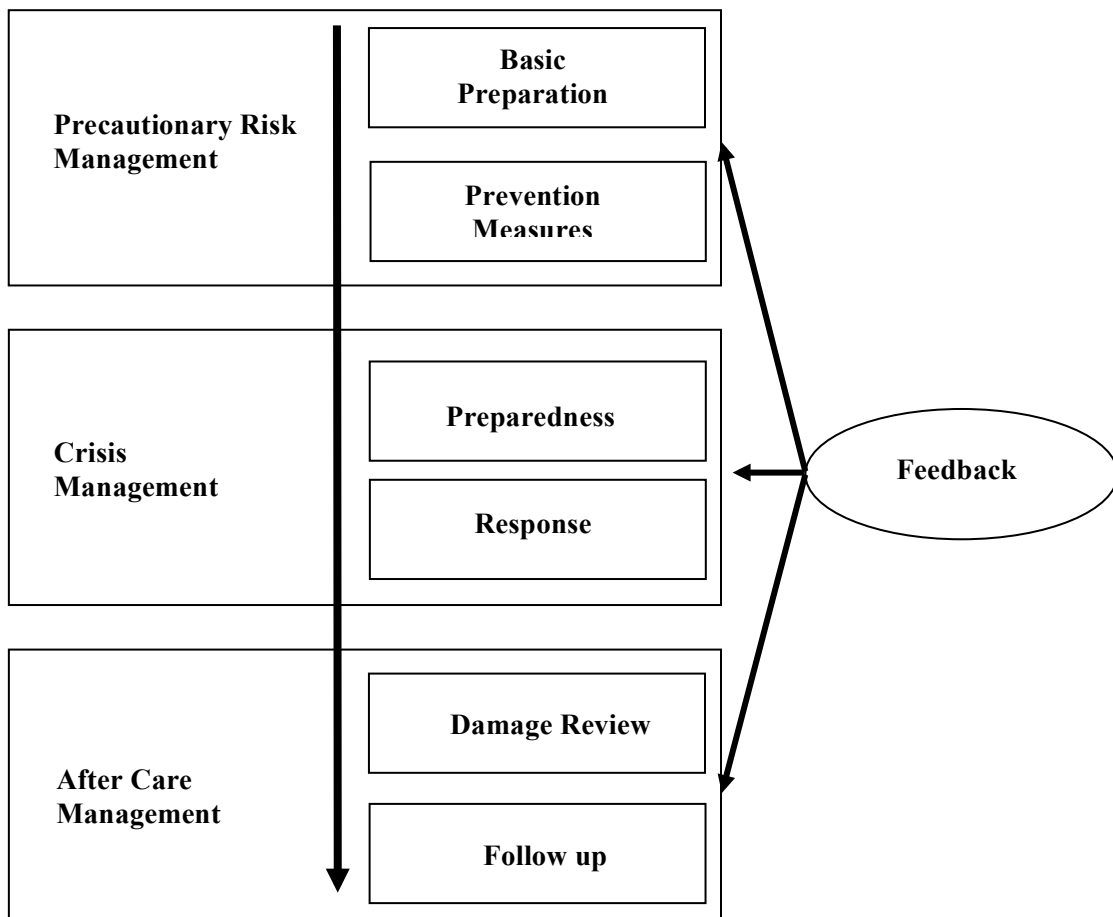 Basic
Preparation
Precautionary Risk
Management
Prevention
Measures
Preparedness
Crisis
Management
Response
Feedback
Damage Review
After Care
Management
Follow up